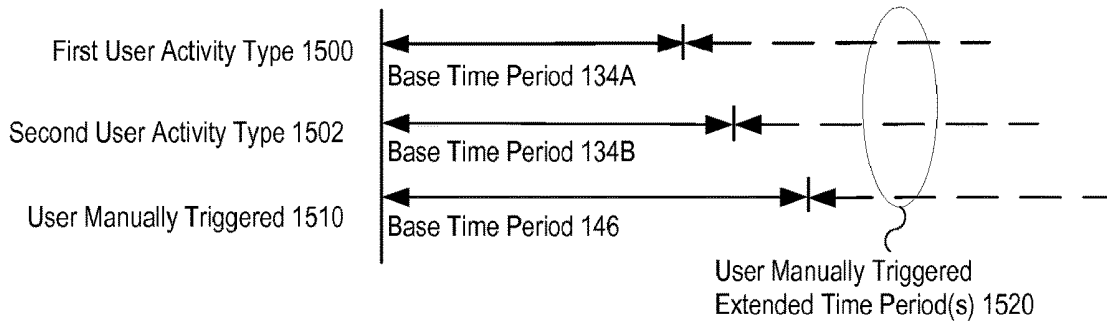 First User Activity Type 1500
Base Time Period 134A
Second User Activity Type 1502
Base Time Period 134B
User Manually Triggered 1510
Base Time Period 146
User Manually Triggered
Extended Time Period(s) 1520